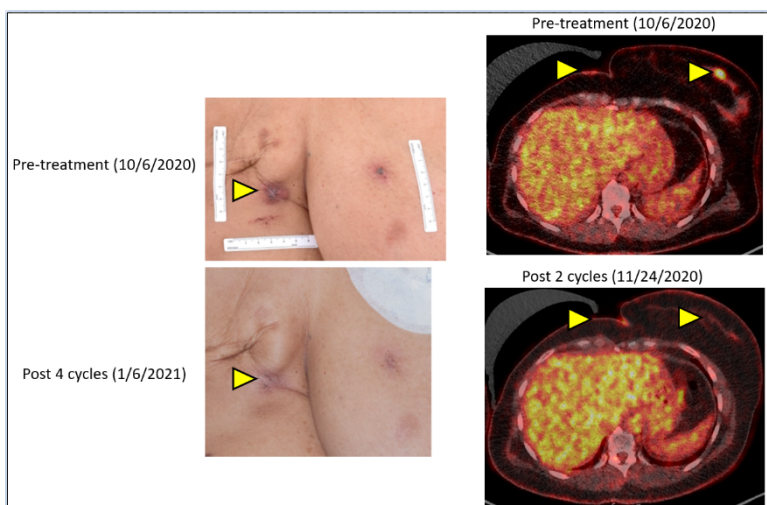 Pre-treatment (10/6/2020)
Pre-treatment (10/6/2020)
Post 2 cycles (11/24/2020)
Post 4 cycles (1/6/2021)